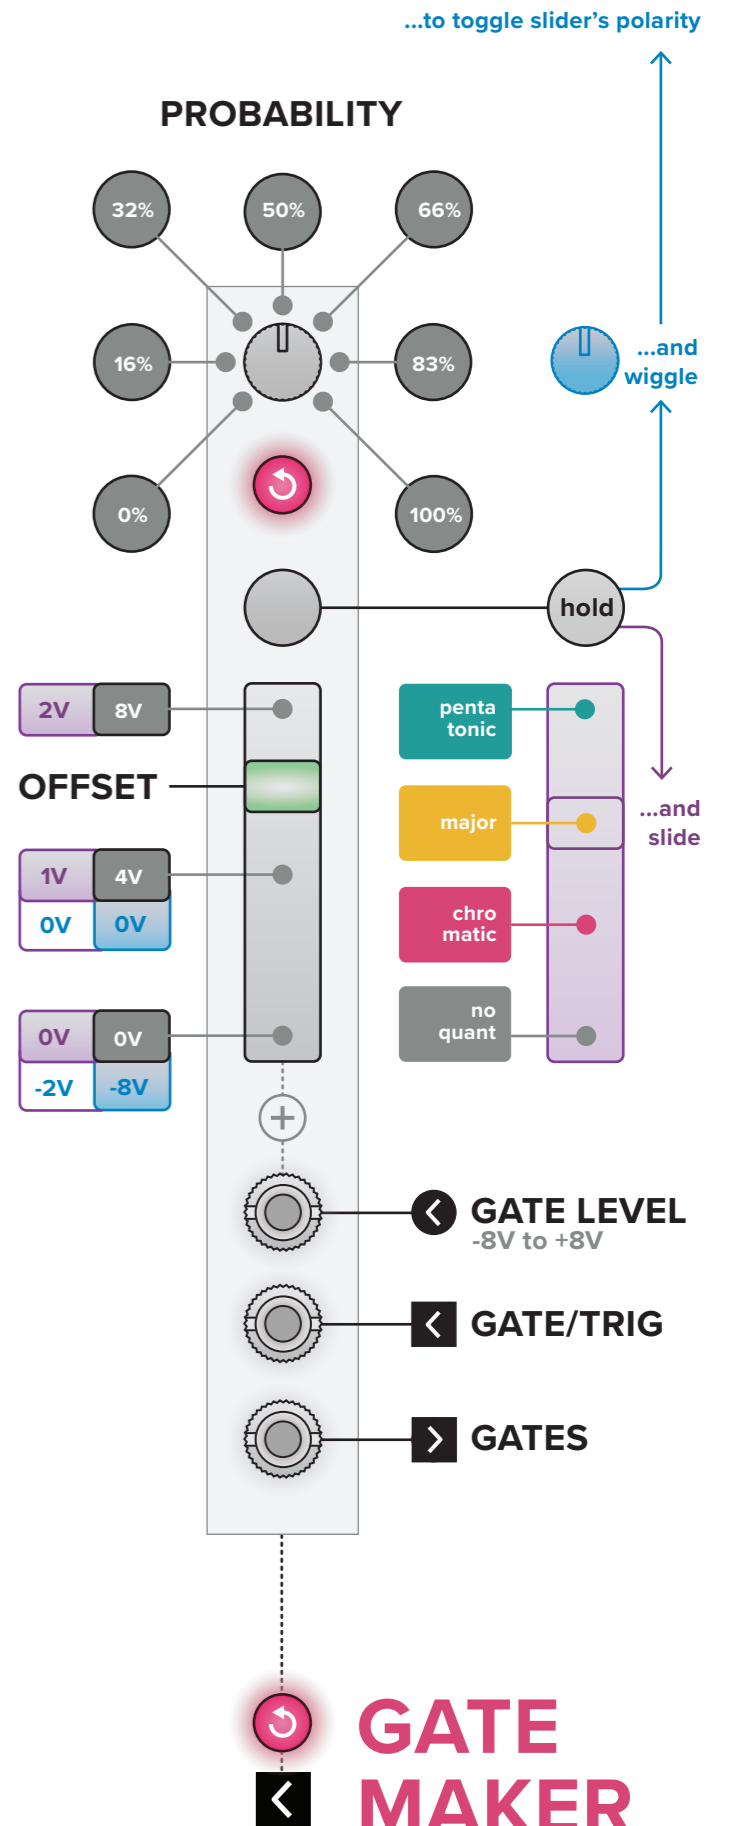 ...to toggle slider's polarity
PROBABILITY
32%
50%
66%
16%
83%
...and
wiggle
0%
100%
hold
2V
8V
penta
tonic
OFFSET
major
...and
slide
1V
4V
0V
0V
chro
matic
0V
0V
-2V
-8V
no
quant
GATE LEVEL
-8V to +8V
GATE/TRIG
GATES
GATE
MAKER